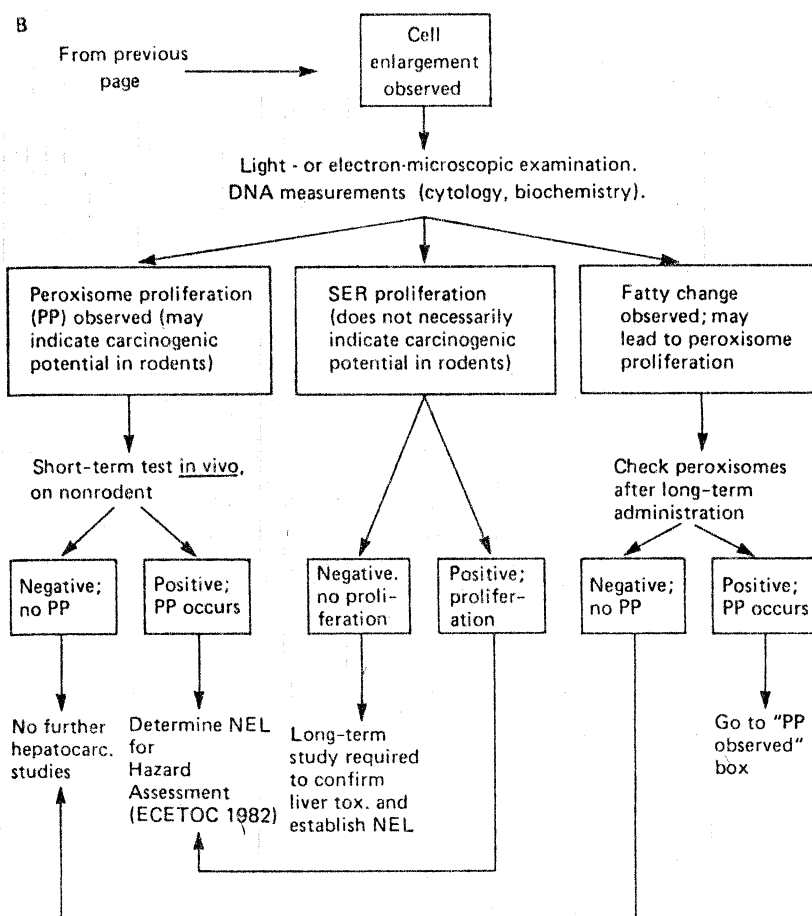 B
From previous
page
Cell
enlargement
observed
Light - or electron-microscopic examination.
DNA measurements (cytology, biochemistry).
Peroxisome proliferation
(PP) observed (may
indicate carcinogenic
potential in rodents)
SER proliferation
(does not necessarily
indicate carcinogenic
potential in rodents)
Fatty change
observed; may
lead to peroxisome
proliferation
Short-term test in vivo,
on nonrodent
Check peroxisomes
after long-term
administration
Negative;
no PP
Positive;
PP occurs
Negative.
no proli-
feration
Positive;
prolifer-
ation
Negative;
no PP
Positive;
PP occurs
No further
hepatocarc.
studies
Determine NEL
for
Hazard
Assessment
(ECETOC 1982)
Long-term
study required
to confirm
liver tox. and
establish NEL
Go to "PP
observed"
box